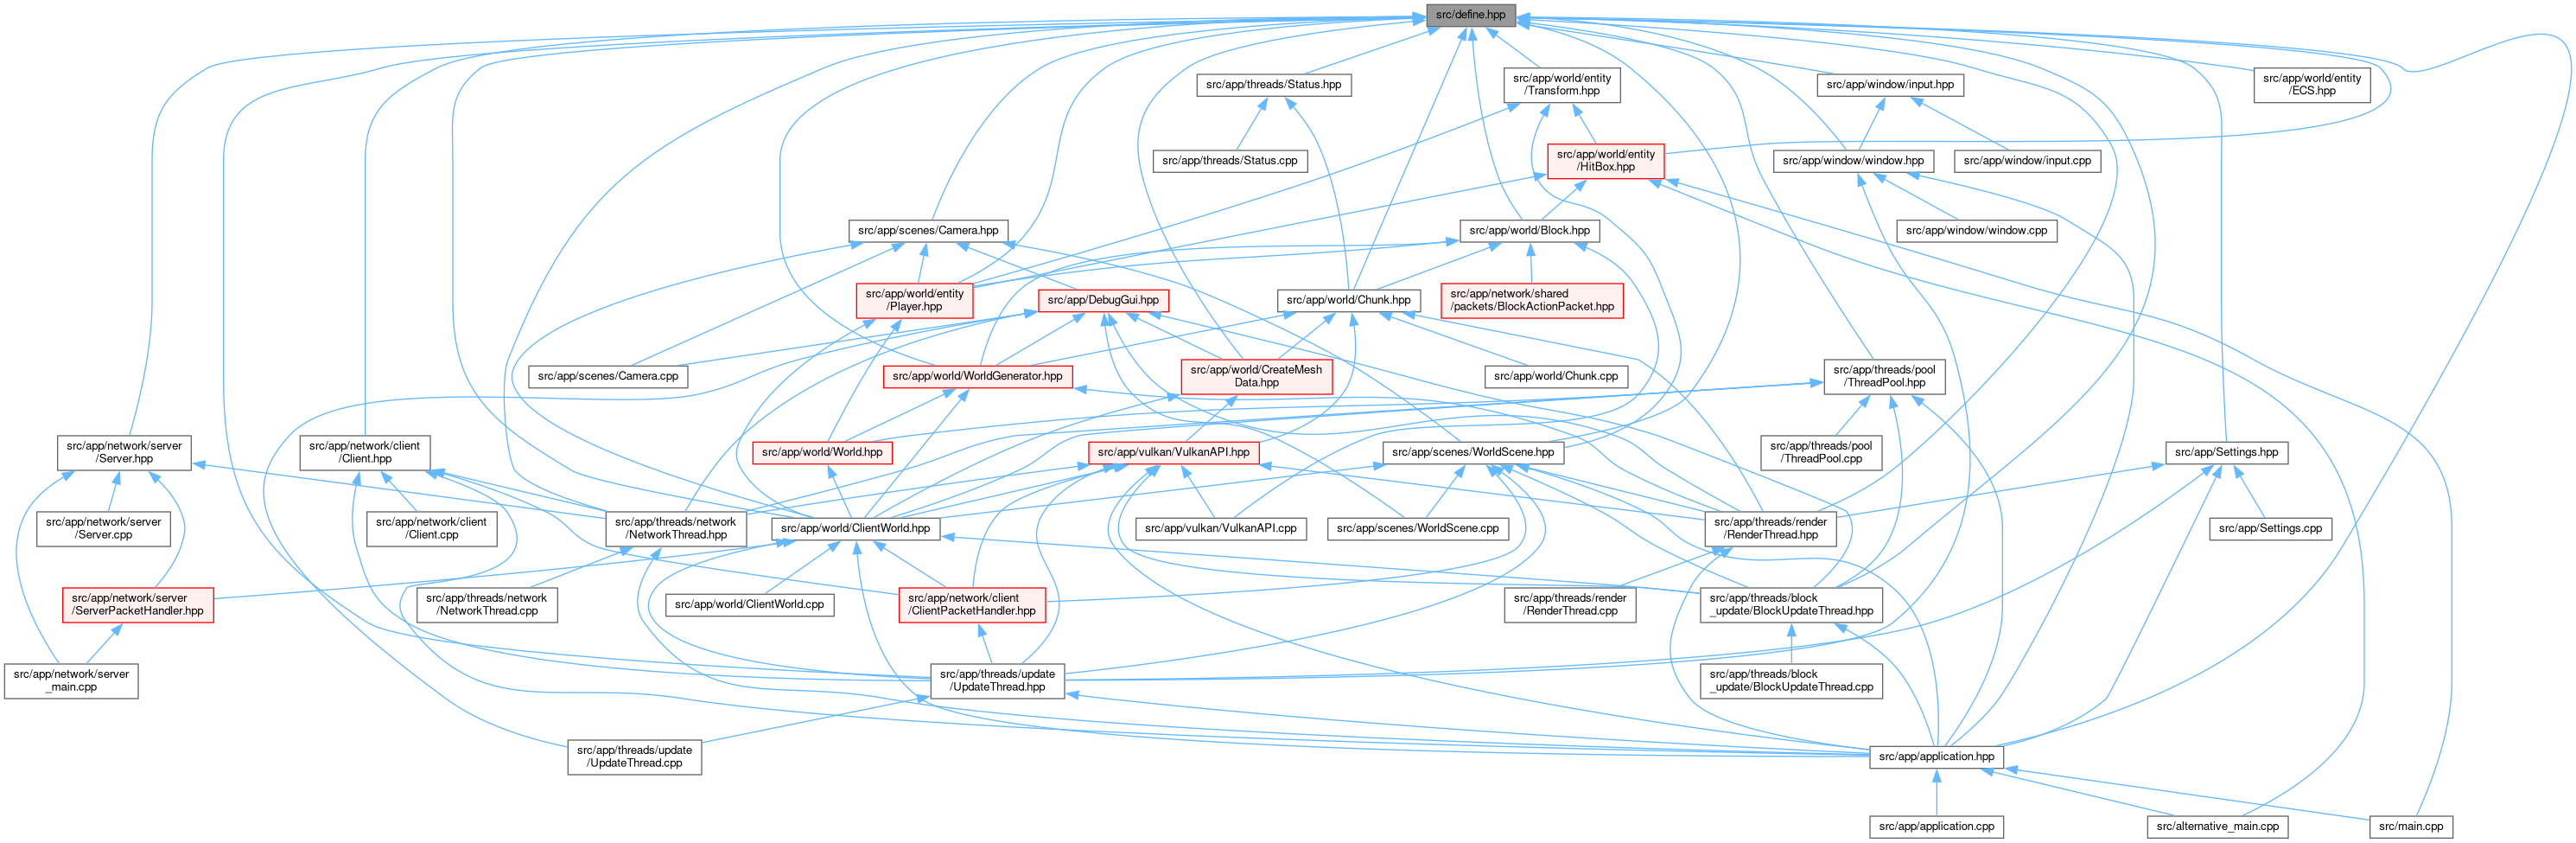 src/define.hpp
src/app/threads/Status.hpp
src/app/world/entity
/Transform.hpp
src/app/window/input.hpp
src/app/world/entity
/ECS.hpp
src/app/threads/Status.cpp
src/app/world/entity
/HitBox.hpp
src/app/window/window.hpp
src/app/window/input.cpp
src/app/scenes/Camera.hpp
src/app/world/Block.hpp
src/app/window/window.cpp
src/app/world/entity
/Player.hpp
src/app/DebugGui.hpp
src/app/world/Chunk.hpp
src/app/network/shared
/packets/BlockActionPacket.hpp
src/app/scenes/Camera.cpp
src/app/world/WorldGenerator.hpp
src/app/world/CreateMesh
Data.hpp
src/app/world/Chunk.cpp
src/app/threads/pool
/ThreadPool.hpp
src/app/network/server
/Server.hpp
src/app/network/client
/Client.hpp
src/app/world/World.hpp
src/app/vulkan/VulkanAPI.hpp
src/app/scenes/WorldScene.hpp
src/app/threads/pool
/ThreadPool.cpp
src/app/Settings.hpp
src/app/network/server
/Server.cpp
src/app/network/client
/Client.cpp
src/app/threads/network
/NetworkThread.hpp
src/app/world/ClientWorld.hpp
src/app/vulkan/VulkanAPI.cpp
src/app/scenes/WorldScene.cpp
src/app/threads/render
/RenderThread.hpp
src/app/Settings.cpp
src/app/network/server
/ServerPacketHandler.hpp
src/app/threads/network
/NetworkThread.cpp
src/app/world/ClientWorld.cpp
src/app/network/client
/ClientPacketHandler.hpp
src/app/threads/render
/RenderThread.cpp
src/app/threads/block
_update/BlockUpdateThread.hpp
src/app/network/server
_main.cpp
src/app/threads/update
/UpdateThread.hpp
src/app/threads/block
_update/BlockUpdateThread.cpp
src/app/threads/update
/UpdateThread.cpp
src/app/application.hpp
src/app/application.cpp
src/alternative_main.cpp
src/main.cpp